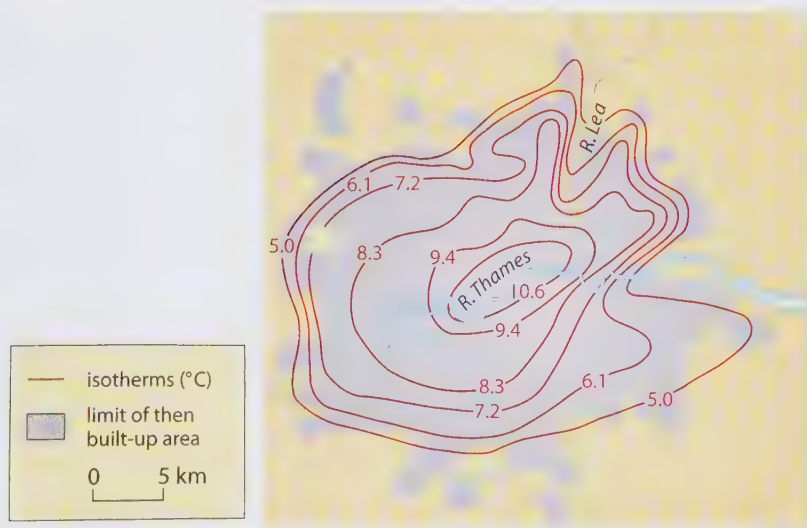 R. Lea
6.1
7.2
5.0
8.3
9.4
R. Thames
10.6
9.4
8.3
6.1
7.2
5.0
isotherms (°C)
limit of then
built-up area
0 5 km